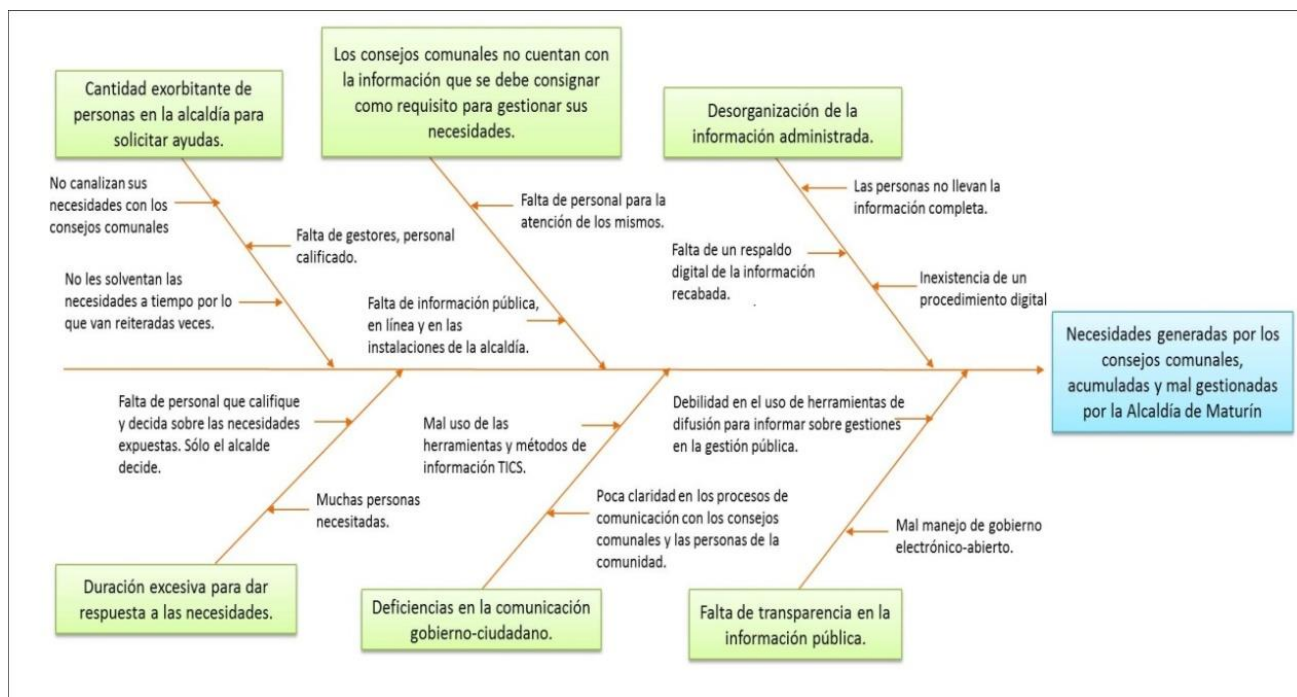 Cantidad exorbitante de
personas en la alcaldía para
solicitar ayudas.
Los consejos comunales no cuentan con
la información que se debe consignar
como requisito para gestionar sus
necesidades.
Desorganización de la
información administrada.
No canalizan sus
necesidades con los
consejos comunales
Falta de gestores, personal
calificado.
No les solventan las
necesidades a tiempo por lo
que van reiteradas veces.
Falta de personal para la
atención de los mismos.
Falta de información pública,
en línea y en las
instalaciones de la alcaldía.
Las personas no llevan la
información completa.
Falta de un respaldo
digital de la información
recabada.
.
Inexistencia de un
procedimiento digital
Necesidades generadas por los
consejos comunales,
acumuladas y mal gestionadas
por la Alcaldía de Maturín
Falta de personal que califique
y decida sobre las necesidades
expuestas. Sólo el alcalde
decide.
Muchas personas
necesitadas.
Mal uso de las
herramientas y métodos de
información TICS.
Poca claridad en los procesos de
comunicación con los consejos
comunales y las personas de la
comunidad.
Debilidad en el uso de herramientas de
difusión para informar sobre gestiones
en la gestión pública.
Mal manejo de gobierno
electrónico-abierto.
Duración excesiva para dar
respuesta a las necesidades.
Deficiencias en la comunicación
gobierno-ciudadano.
Falta de transparencia en la
información pública.